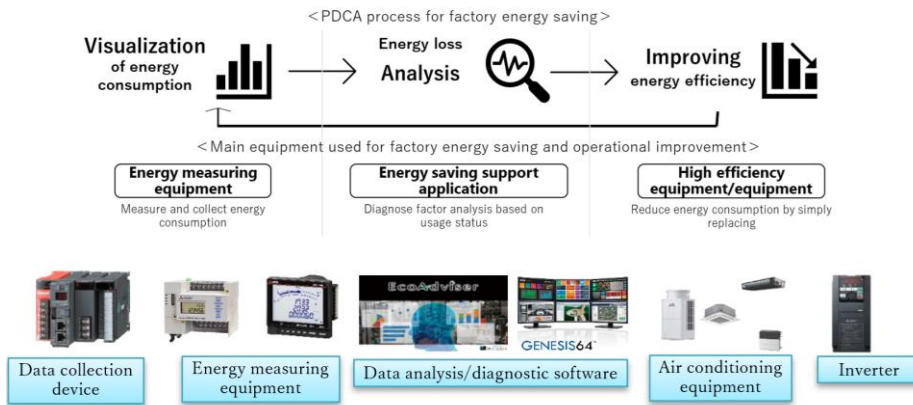 <PDCA process for factory energy saving>
Visualization
of energy
consumption
Energy loss
Analysis
Improving
energy efficiency
<Main equipment used for factory energy saving and operational improvement>
Energy measuring
equipment
Measure and collect energy
consumption
Energy saving support
application
Diagnose factor analysis based on
usage status
High efficiency
equipment/equipment
Reduce energy consumption by simply
replacing
EcoAdviser
GENESIS64™
Data collection
device
Energy measuring
equipment
Data analysis/diagnostic software
Air conditioning
equipment
Inverter